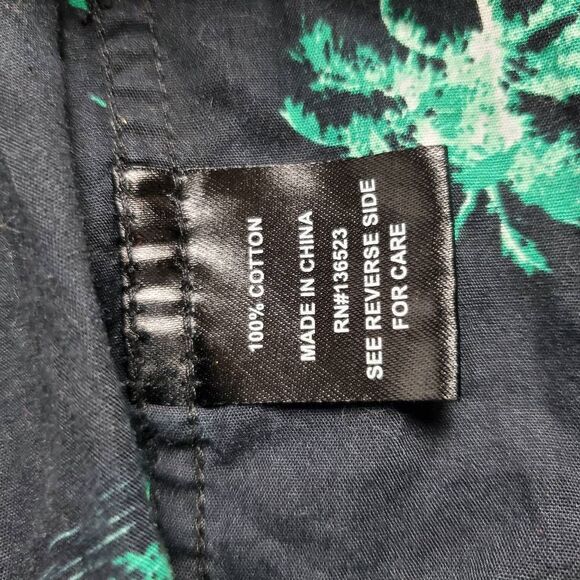 100% COTTON
MADE IN CHINA
RN#136523
SEE REVERSE SIDE
FOR CARE